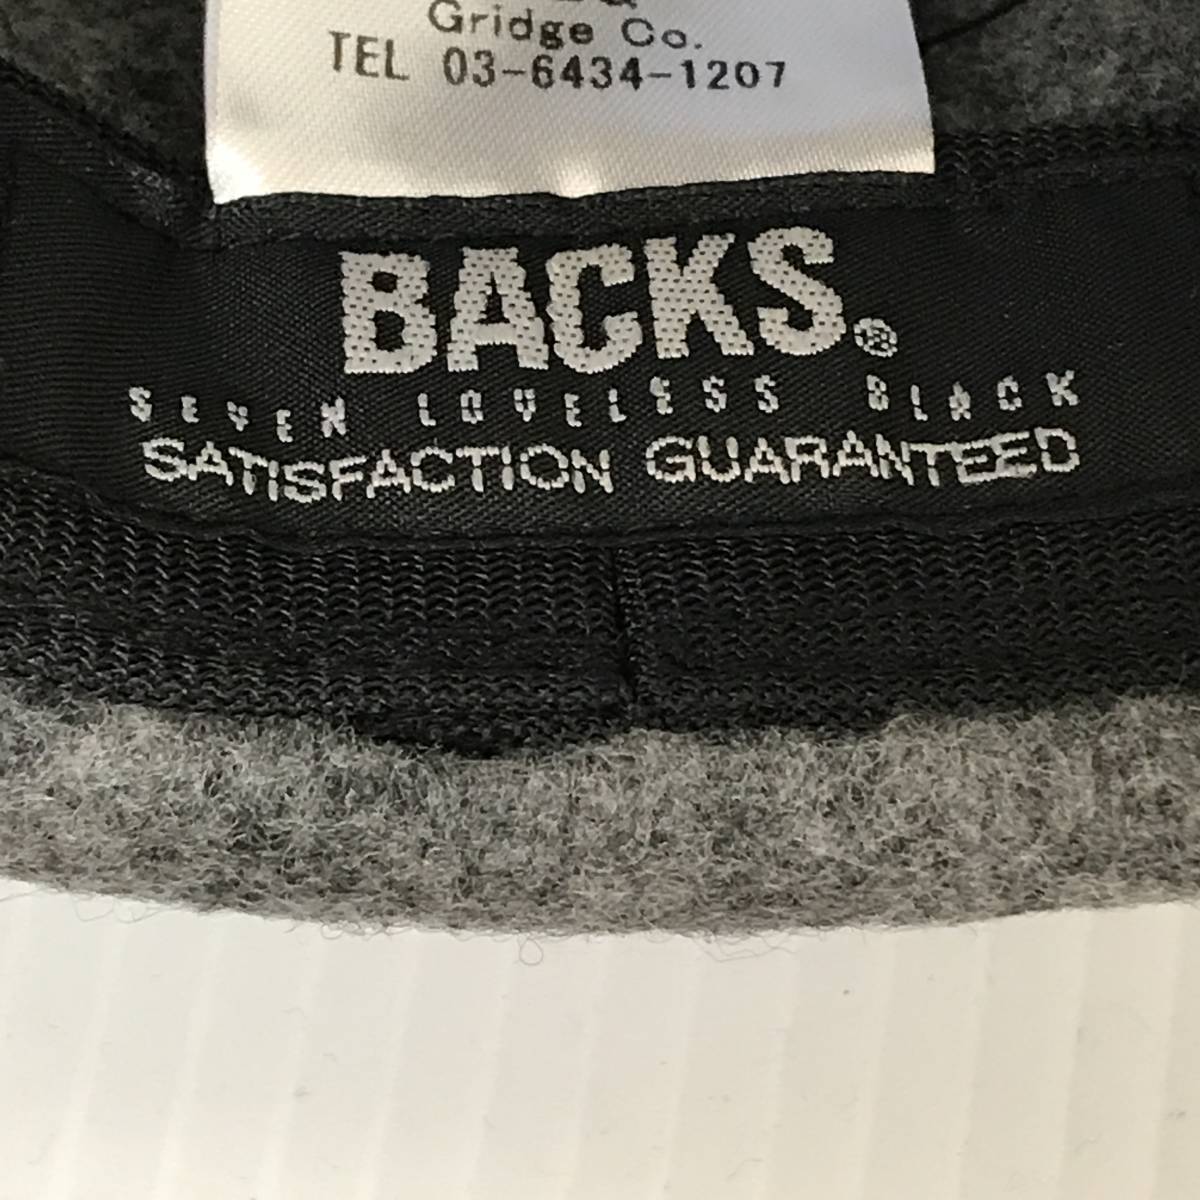 Gridge Co.
TEL 03-6434-1207
BACKS®
SEVEN LOVELESS BLACK
SATISFACTION GUARANTEED